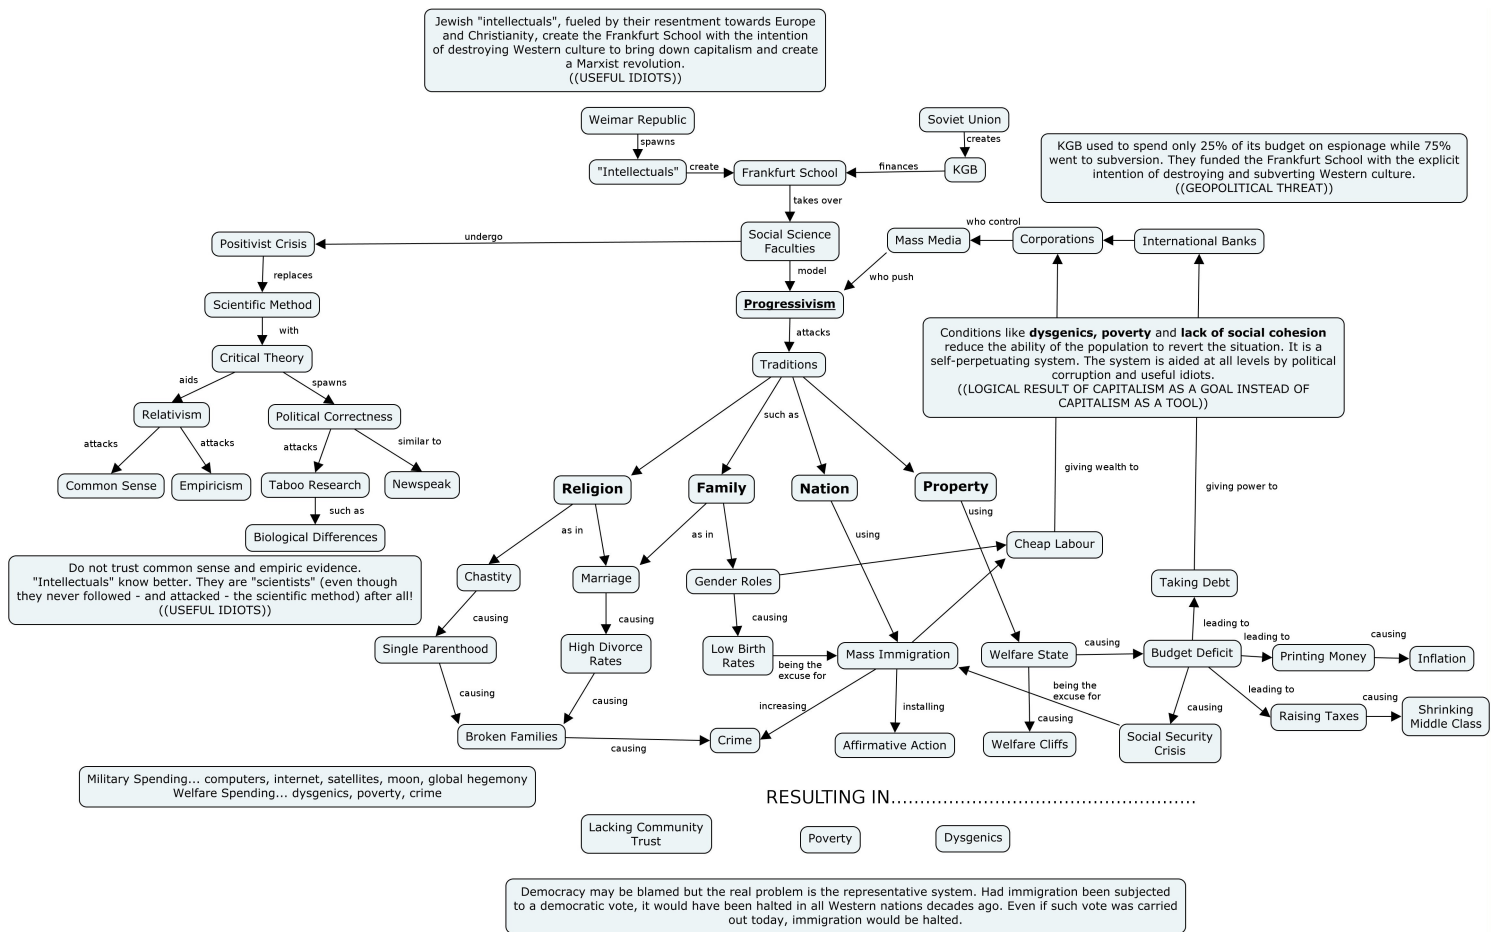 Jewish "intellectuals", fueled by their resentment towards Europe
and Christianity, create the Frankfurt School with the intention
of destroying Western culture to bring down capitalism and create
a Marxist revolution.
((USEFUL IDIOTS))
Weimar Republic
Soviet Union
spawns
creates
KGB used to spend only 25% of its budget on espionage while 75%
went to subversion. They funded the Frankfurt School with the explicit
intention of destroying and subverting Western culture.
((GEOPOLITICAL THREAT))
"Intellectuals"
create
Frankfurt School
finances
KGB
takes over
Positivist Crisis
undergo
Social Science
Faculties
Mass Media
who control
Corporations
International Banks
replaces
model
who push
Scientific Method
Progressivism
with
attacks
Critical Theory
Traditions
Conditions like dysgenics, poverty and lack of social cohesion
reduce the ability of the population to revert the situation. It is a
self-perpetuating system. The system is aided at all levels by political
corruption and useful idiots.
((LOGICAL RESULT OF CAPITALISM AS A GOAL INSTEAD OF
CAPITALISM AS A TOOL))
aids
spawns
Relativism
Political Correctness
such as
attacks
attacks
attacks
similar to
giving wealth to
giving power to
Common Sense
Empiricism
Taboo Research
Newspeak
Religion
Family
Nation
Property
such as
using
Biological Differences
as in
as in
using
Cheap Labour
Do not trust common sense and empiric evidence.
"Intellectuals" know better. They are "scientists" (even though
they never followed - and attacked - the scientific method) after all!
((USEFUL IDIOTS))
Chastity
Marriage
Gender Roles
Taking Debt
causing
causing
causing
leading to
Single Parenthood
High Divorce
Rates
Low Birth
Rates
being the
excuse for
Mass Immigration
Welfare State
causing
Budget Deficit
leading to
Printing Money
causing
Inflation
causing
causing
increasing
installing
being the
excuse for
causing
causing
leading to
Raising Taxes
causing
Shrinking
Middle Class
Broken Families
causing
Crime
Affirmative Action
Welfare Cliffs
Social Security
Crisis
Military Spending... computers, internet, satellites, moon, global hegemony
Welfare Spending... dysgenics, poverty, crime
RESULTING IN.....................................................
Lacking Community
Trust
Poverty
Dysgenics
Democracy may be blamed but the real problem is the representative system. Had immigration been subjected
to a democratic vote, it would have been halted in all Western nations decades ago. Even if such vote was carried
out today, immigration would be halted.